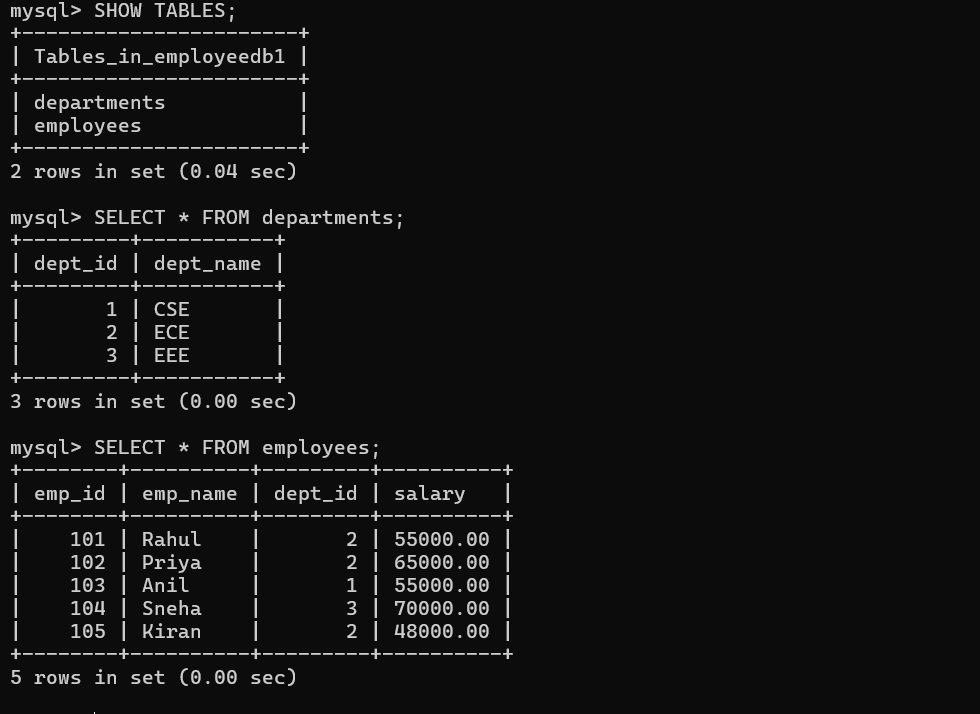 mysql> SHOW TABLES;
+-----------------------+
| Tables_in_employeedb1 |
+-----------------------+
| departments           |
| employees             |
+-----------------------+
2 rows in set (0.04 sec)

mysql> SELECT * FROM departments;
+---------+-----------+
| dept_id | dept_name |
+---------+-----------+
|       1 | CSE       |
|       2 | ECE       |
|       3 | EEE       |
+---------+-----------+
3 rows in set (0.00 sec)

mysql> SELECT * FROM employees;
+--------+----------+---------+----------+
| emp_id | emp_name | dept_id | salary   |
+--------+----------+---------+----------+
|    101 | Rahul    |       2 | 55000.00 |
|    102 | Priya    |       2 | 65000.00 |
|    103 | Anil     |       1 | 55000.00 |
|    104 | Sneha    |       3 | 70000.00 |
|    105 | Kiran    |       2 | 48000.00 |
+--------+----------+---------+----------+
5 rows in set (0.00 sec)